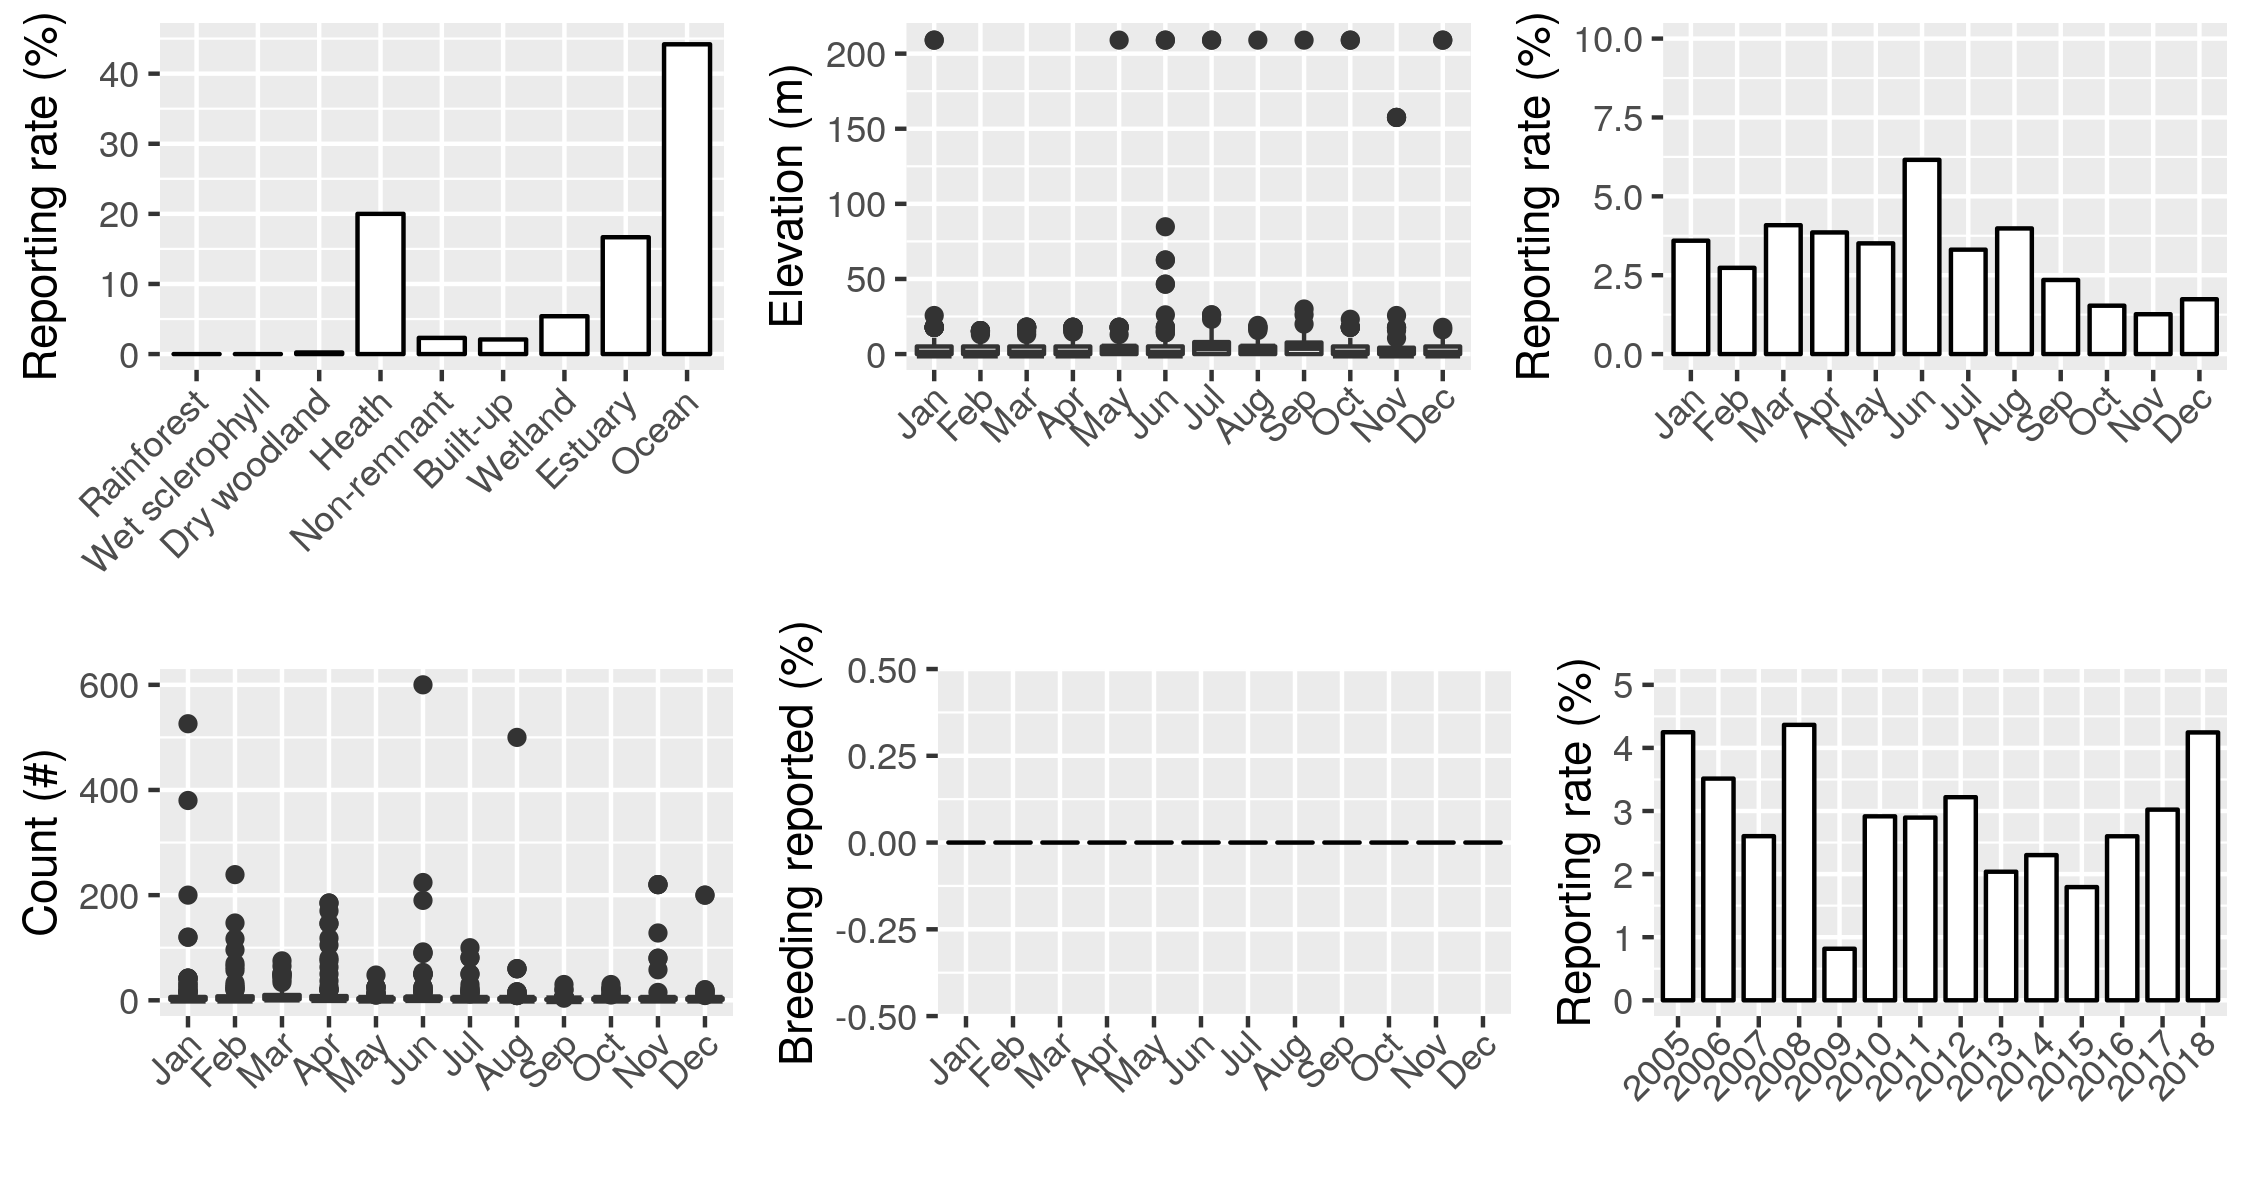 Reporting rate (%)
40
30
20
10
0
Rainforest
Wet sclerophyll
Dry woodland
Heath
Non-remnant
Built-up
Wetland
Estuary
Ocean
Elevation (m)
200
150
100
50
0
Jan
Feb
Mar
Apr
May
Jun
Jul
Aug
Sep
Oct
Nov
Dec
Reporting rate (%)
10.0
7.5
5.0
2.5
0.0
Jan
Feb
Mar
Apr
May
Jun
Jul
Aug
Sep
Oct
Nov
Dec
Count (#)
600
400
200
0
Jan
Feb
Mar
Apr
May
Jun
Jul
Aug
Sep
Oct
Nov
Dec
Breeding reported (%)
0.50
0.25
0.00
-0.25
-0.50
Jan
Feb
Mar
Apr
May
Jun
Jul
Aug
Sep
Oct
Nov
Dec
Reporting rate (%)
5
4
3
2
1
0
2005
2006
2007
2008
2009
2010
2011
2012
2013
2014
2015
2016
2017
2018